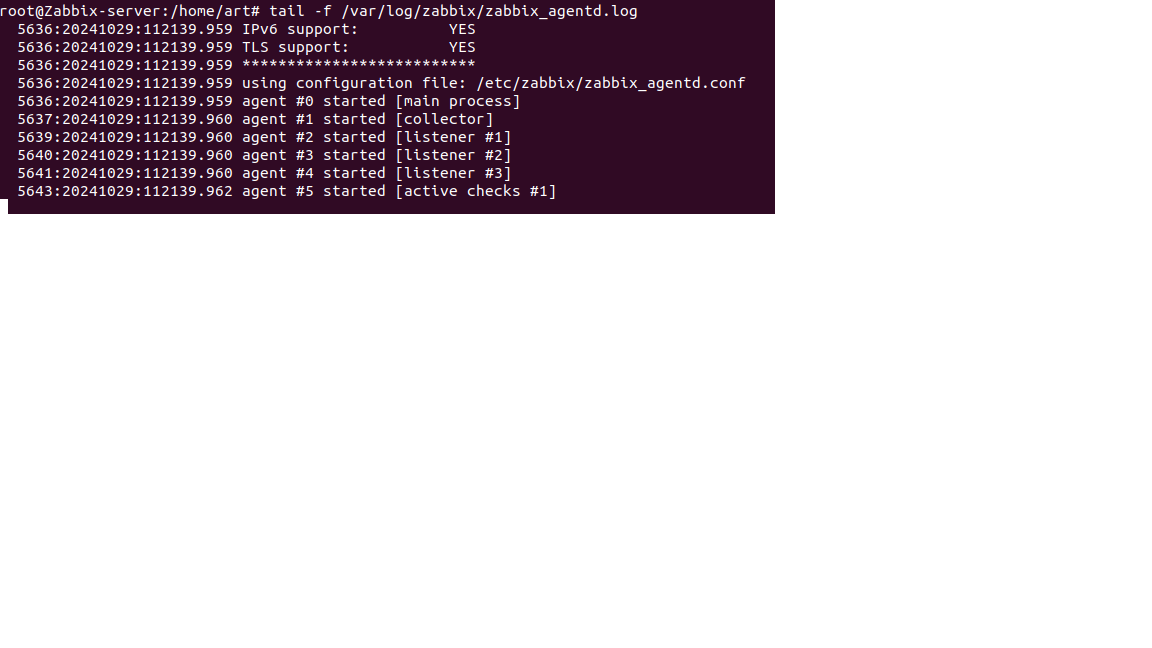 root@Zabbix-server:/home/art# tail -f /var/log/zabbix/zabbix_agentd.log
  5636:20241029:112139.959 IPv6 support:          YES
  5636:20241029:112139.959 TLS support:           YES
  5636:20241029:112139.959 **************************
  5636:20241029:112139.959 using configuration file: /etc/zabbix/zabbix_agentd.conf
  5636:20241029:112139.959 agent #0 started [main process]
  5637:20241029:112139.960 agent #1 started [collector]
  5639:20241029:112139.960 agent #2 started [listener #1]
  5640:20241029:112139.960 agent #3 started [listener #2]
  5641:20241029:112139.960 agent #4 started [listener #3]
  5643:20241029:112139.962 agent #5 started [active checks #1]